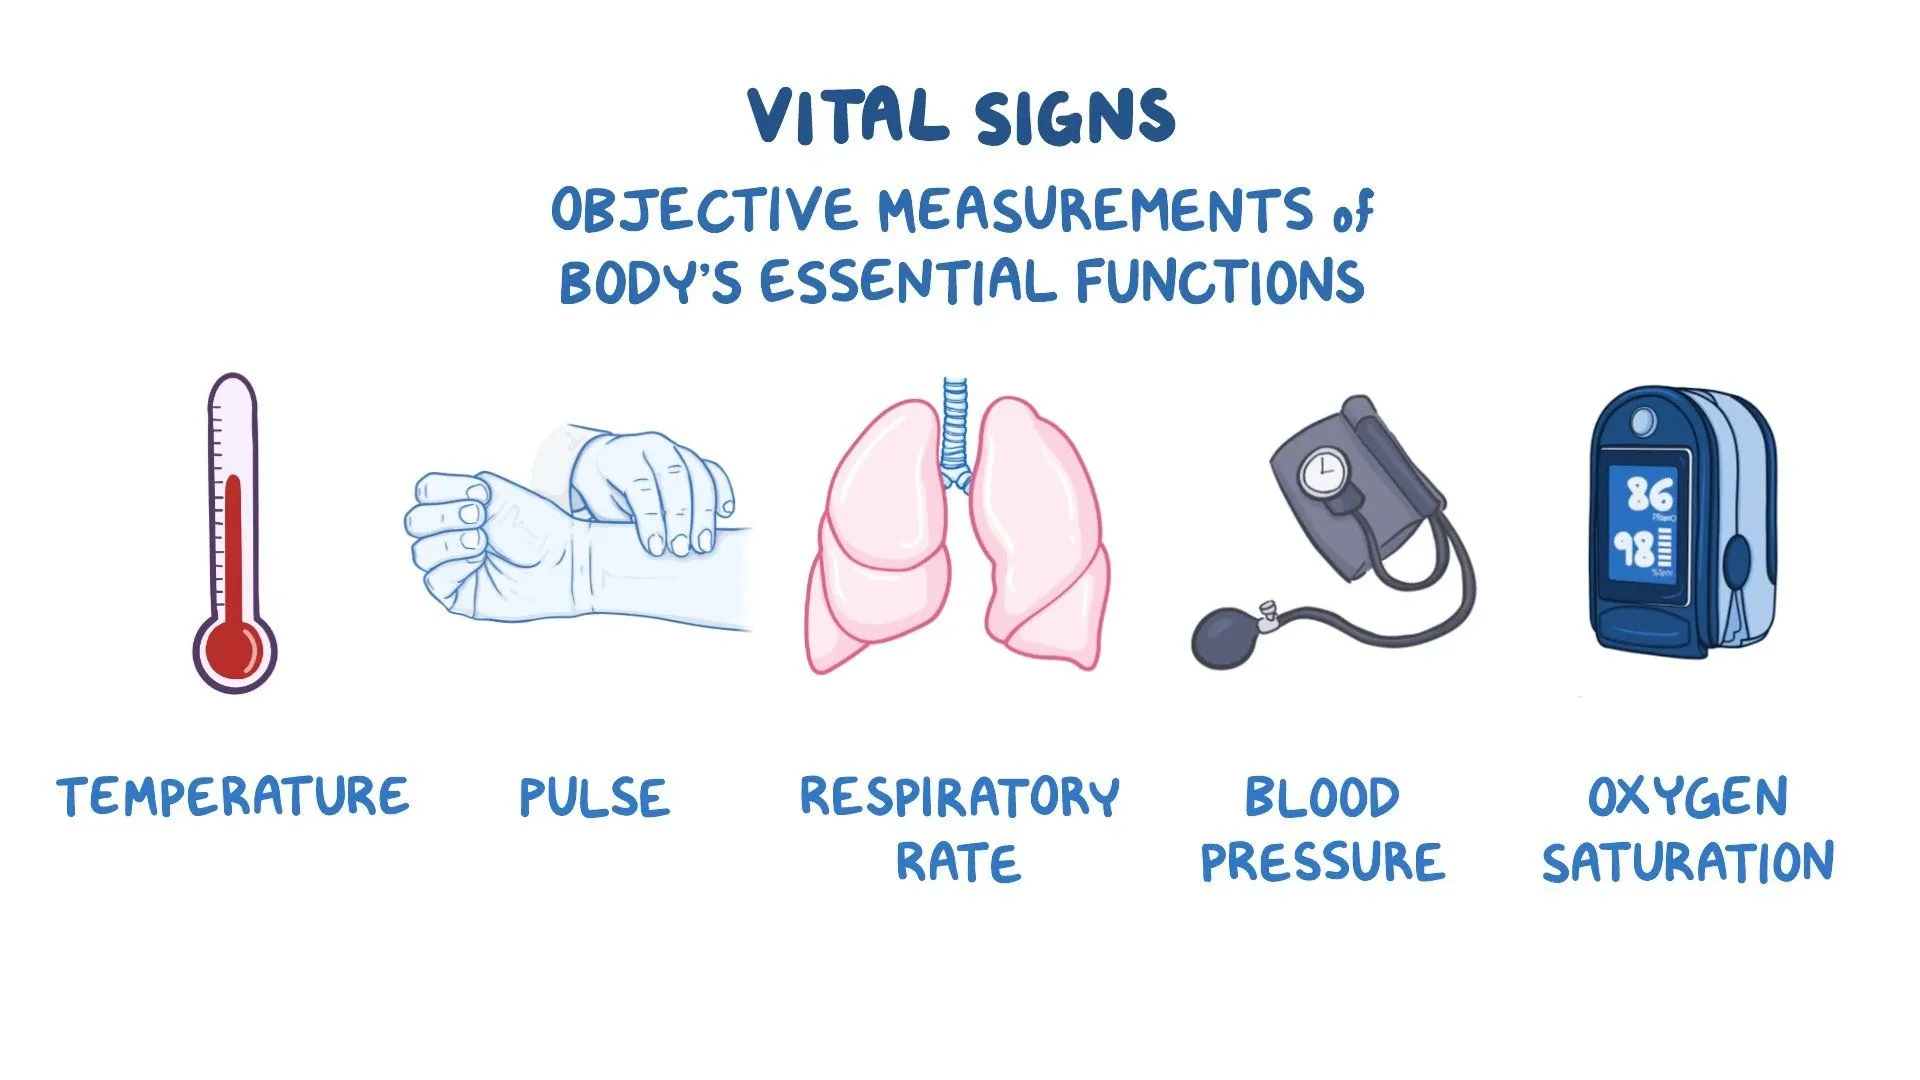 VITAL SIGNS
OBJECTIVE MEASUREMENTS of
BODY'S ESSENTIAL FUNCTIONS
86
98
TEMPERATURE
PULSE
RESPIRATORY
RATE
BLOOD
PRESSURE
OXYGEN
SATURATION